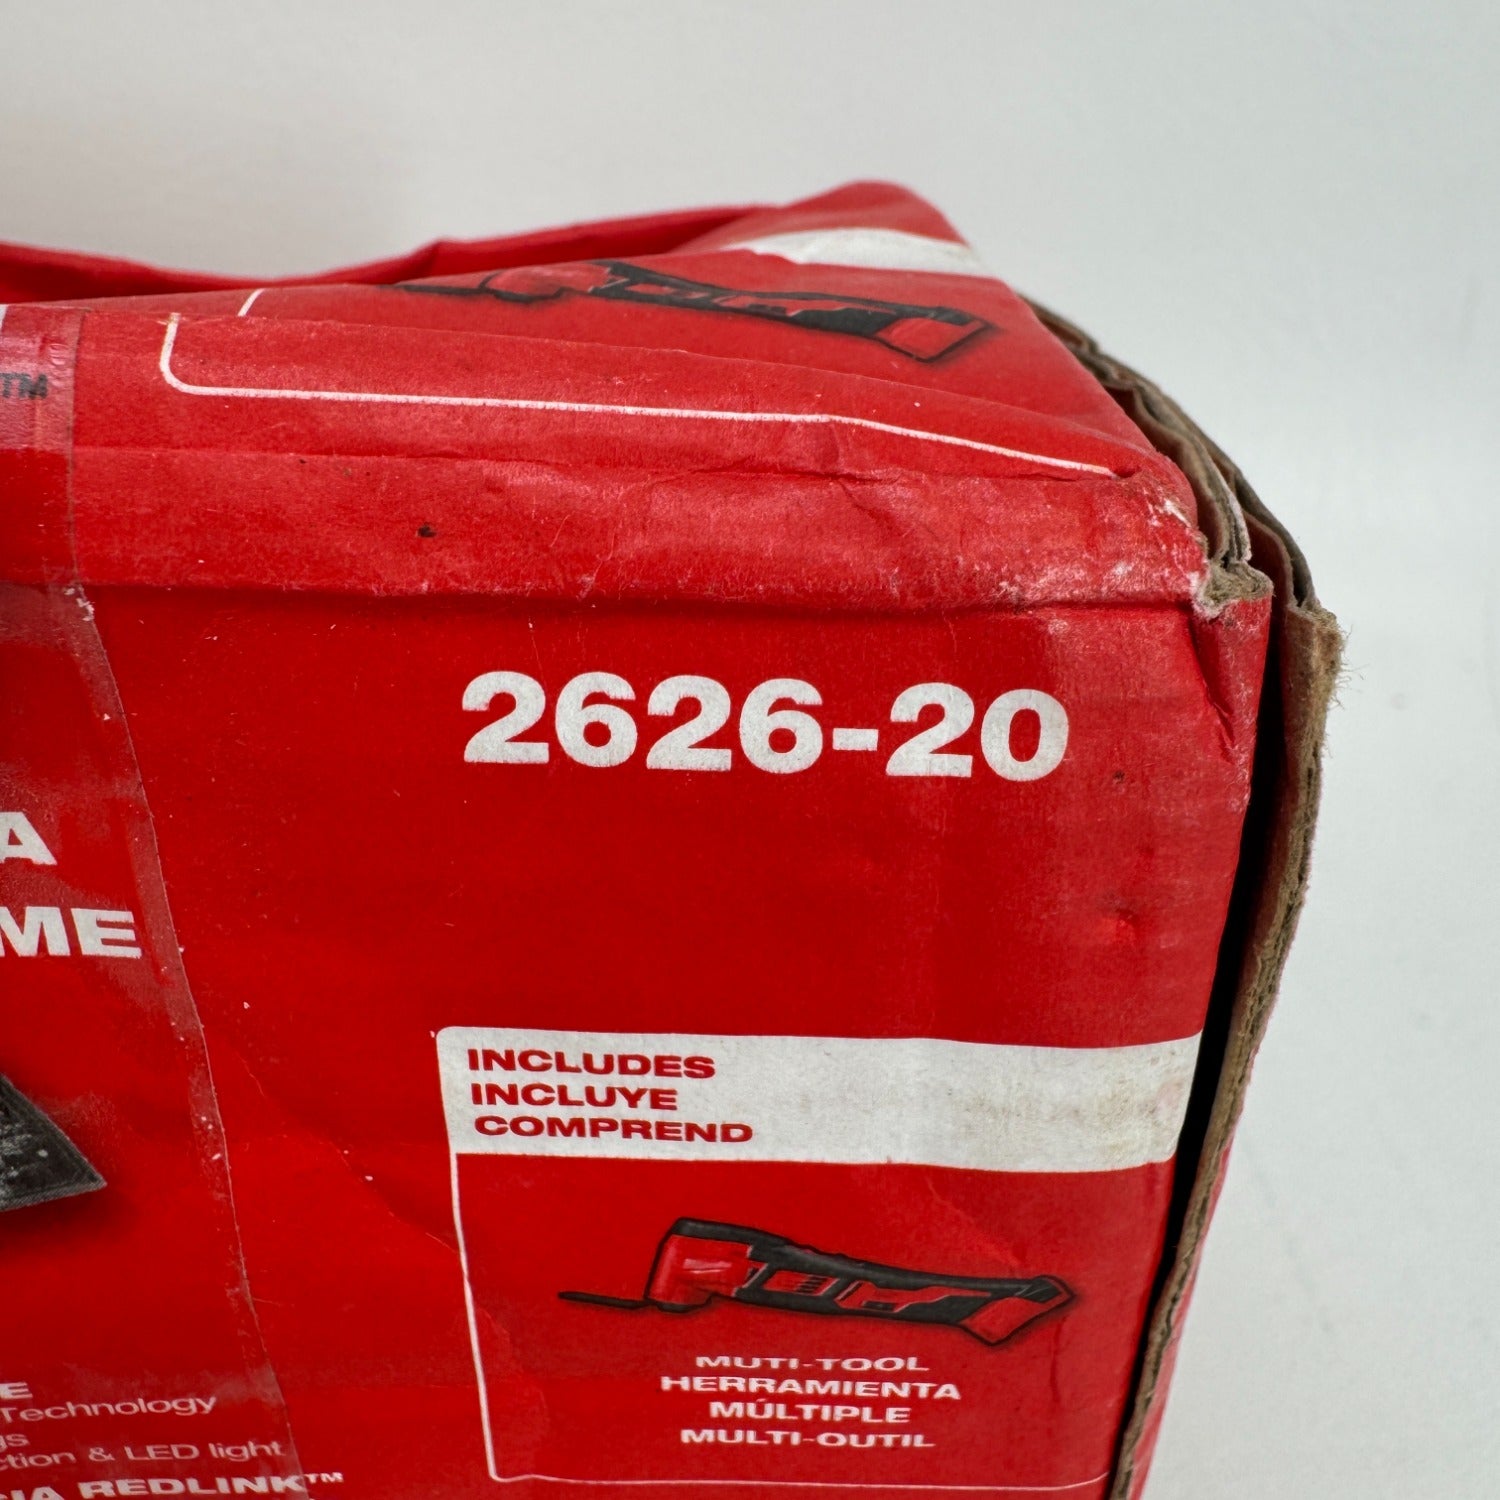 TM
2626-20
A
ME
INCLUDES
INCLUYE
COMPREND
MUTI-TOOL
HERRAMIENTA
MÚLTIPLE
MULTI-OUTIL
E
Technology
gs
ction & LED light
IA REDLINK™